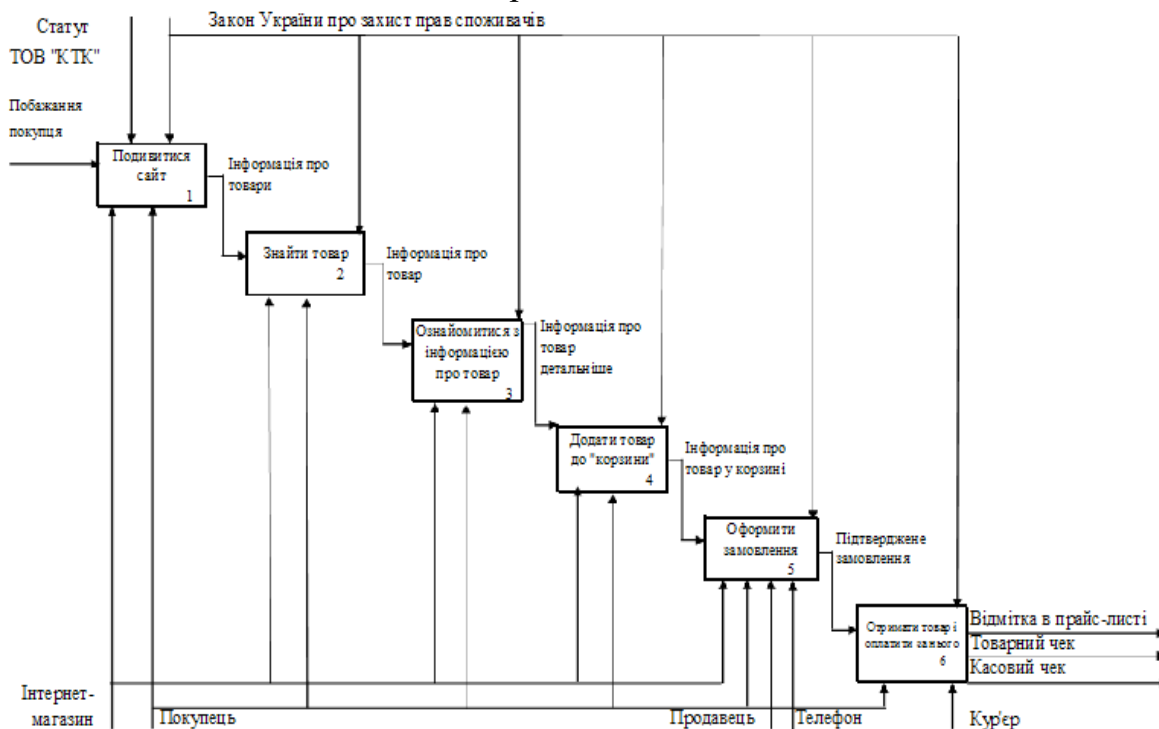 Статут
ТОВ "КТК"
Закон України про захист прав споживачів
Побажання
покупця
Подивитися
сайт
1
Інформація про
товари
Знайти товар
2
Інформація про
товар
Ознайомитися з
інформацією
про товар
3
Інформація про
товар
детальніше
Додати товар
до "корзини"
4
Інформація про
товар у корзині
Оформити
замовлення
5
Підтверджене
замовлення
Отримати товар і
оплатити за нього
6
Відмітка в прайс-листі
Товарний чек
Касовий чек
Інтернет-
магазин
Покупець
Продавець
Телефон
Кур'єр